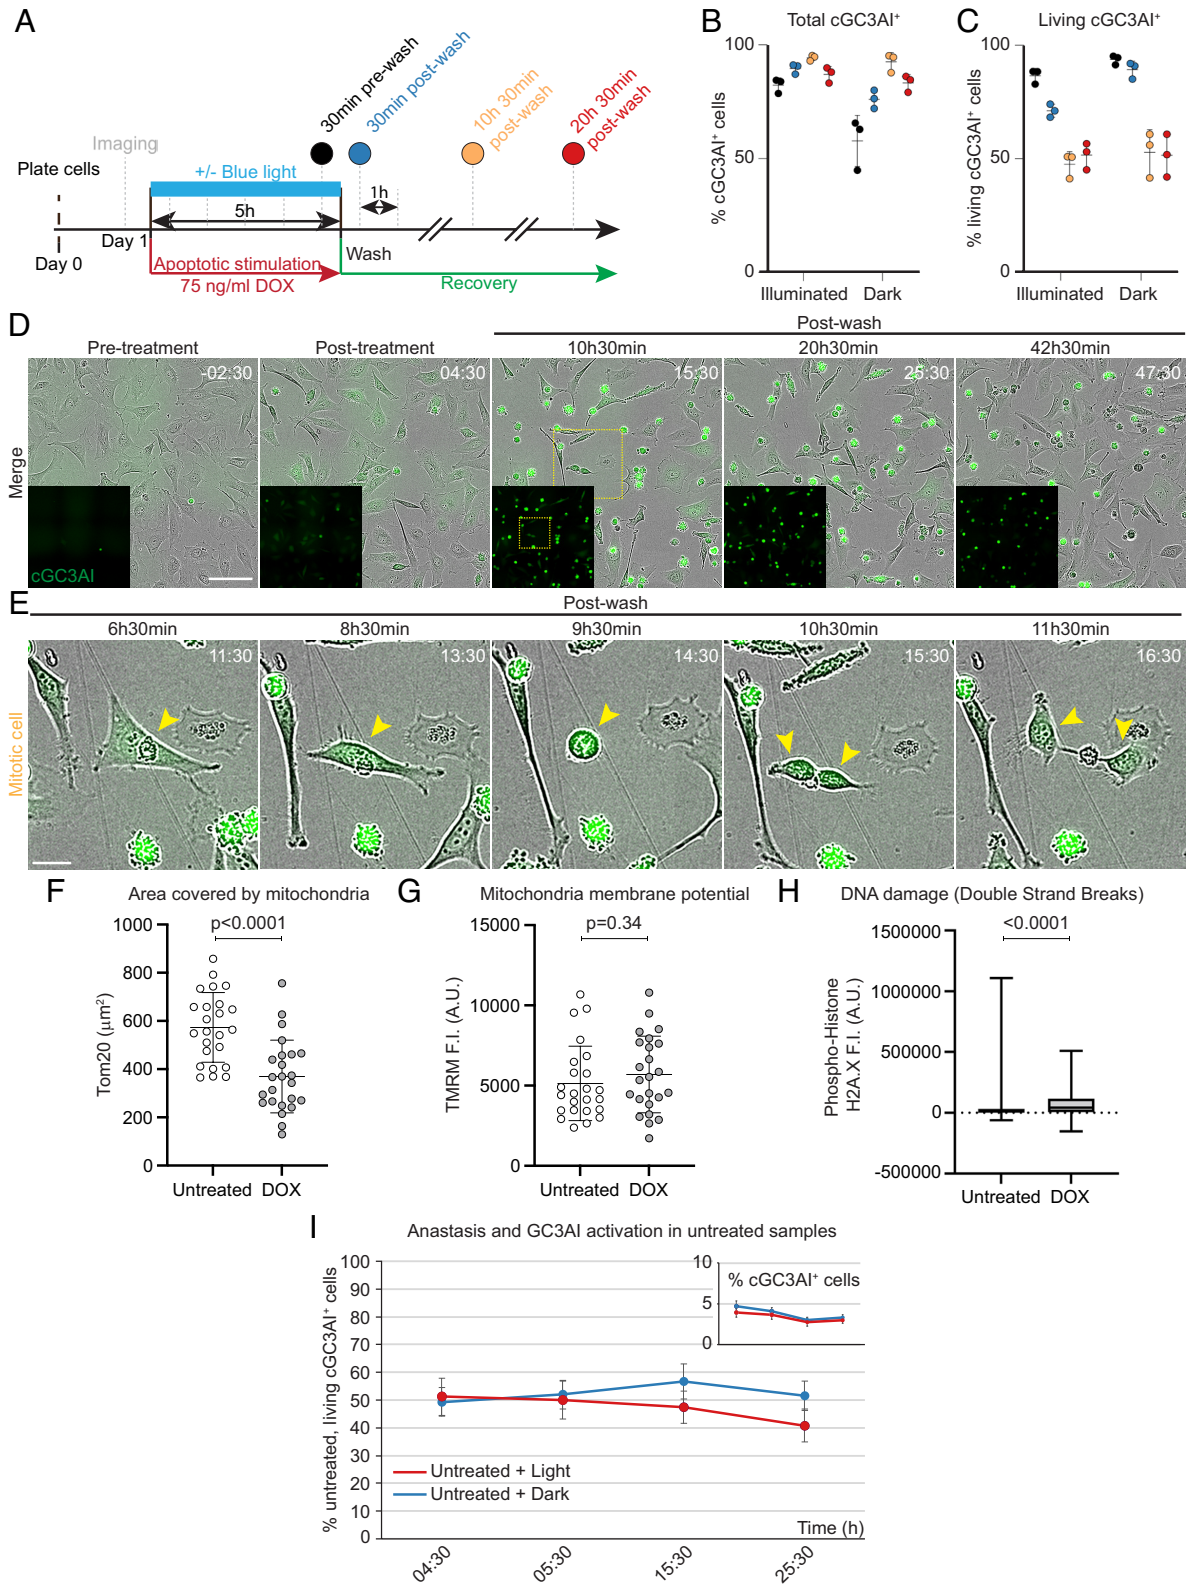 A
Plate cells
Imaging
30min pre-wash
30min post-wash
10h 30min
post-wash
20h 30min
post-wash
+/- Blue light
5h
1h
Day 0
Day 1
Wash
Apoptotic stimulation
75 ng/ml DOX
Recovery
B
Total cGC3AI⁺
% cGC3AI⁺ cells
100
50
0
Illuminated Dark
C
Living cGC3AI⁺
% living cGC3AI⁺ cells
100
50
0
Illuminated Dark
D
Post-wash
Pre-treatment Post-treatment 10h30min 20h30min 42h30min
Merge
-02:30 04:30 15:30 25:30 47:30
cGC3AI
E
Post-wash
6h30min 8h30min 9h30min 10h30min 11h30min
Mitotic cell
11:30 13:30 14:30 15:30 16:30
F
Area covered by mitochondria
p<0.0001
Tom20 (μm²)
1000
800
600
400
200
0
Untreated DOX
G
Mitochondria membrane potential
p=0.34
TMRM F.I. (A.U.)
15000
10000
5000
0
Untreated DOX
H
DNA damage (Double Strand Breaks)
<0.0001
Phospho-Histone
H2A.X F.I. (A.U.)
1500000
1000000
500000
0
-500000
Untreated DOX
I
Anastasis and GC3AI activation in untreated samples
% untreated, living cGC3AI⁺ cells
100
90
80
70
60
50
40
30
20
10
0
10
5
0
% cGC3AI⁺ cells
Untreated + Light
Untreated + Dark
Time (h)
04:30 05:30 15:30 25:30